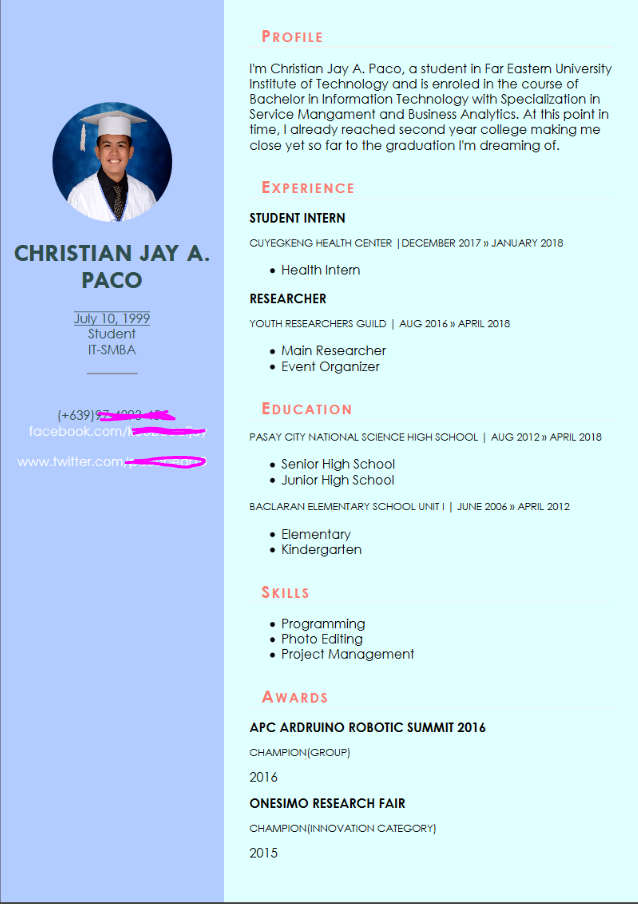 CHRISTIAN JAY A.
PACO
July 10, 1999
Student
IT-SMBA
(+639)
facebook.com/
www.twitter.com/
PROFILE
I'm Christian Jay A. Paco, a student in Far Eastern University
Institute of Technology and is enroled in the course of
Bachelor in Information Technology with Specialization in
Service Mangament and Business Analytics. At this point in
time, I already reached second year college making me
close yet so far to the graduation I'm dreaming of.
EXPERIENCE
STUDENT INTERN
CUYEGKENG HEALTH CENTER |DECEMBER 2017 » JANUARY 2018
• Health Intern
RESEARCHER
YOUTH RESEARCHERS GUILD | AUG 2016 » APRIL 2018
• Main Researcher
• Event Organizer
EDUCATION
PASAY CITY NATIONAL SCIENCE HIGH SCHOOL | AUG 2012 » APRIL 2018
• Senior High School
• Junior High School
BACLARAN ELEMENTARY SCHOOL UNIT I | JUNE 2006 » APRIL 2012
• Elementary
• Kindergarten
SKILLS
• Programming
• Photo Editing
• Project Management
AWARDS
APC ARDRUINO ROBOTIC SUMMIT 2016
CHAMPION(GROUP)
2016
ONESIMO RESEARCH FAIR
CHAMPION(INNOVATION CATEGORY)
2015